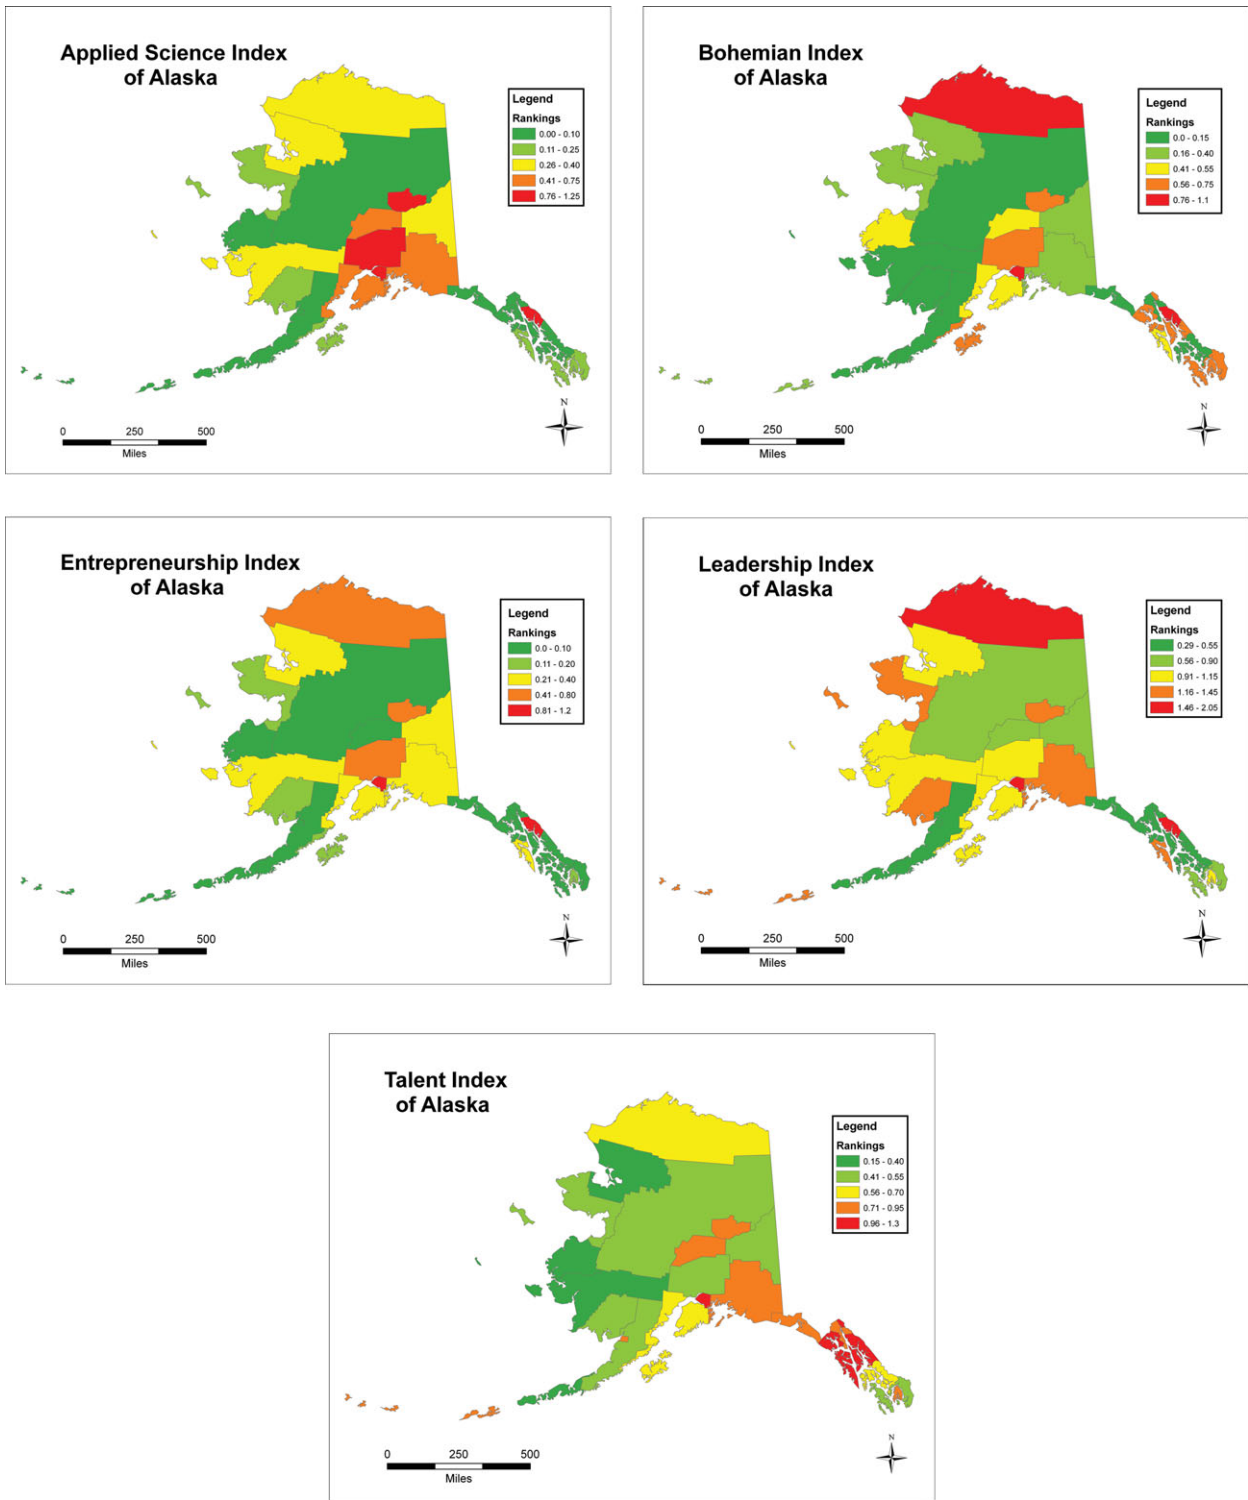 Applied Science Index
of Alaska
Legend
Rankings
0.00 - 0.10
0.11 - 0.25
0.26 - 0.40
0.41 - 0.75
0.76 - 1.25
N
0 250 500
Miles
Bohemian Index
of Alaska
Legend
Rankings
0.0 - 0.15
0.16 - 0.40
0.41 - 0.55
0.56 - 0.75
0.76 - 1.1
N
0 250 500
Miles
Entrepreneurship Index
of Alaska
Legend
Rankings
0.0 - 0.10
0.11 - 0.20
0.21 - 0.40
0.41 - 0.80
0.81 - 1.2
N
0 250 500
Miles
Leadership Index
of Alaska
Legend
Rankings
0.29 - 0.55
0.56 - 0.90
0.91 - 1.15
1.16 - 1.45
1.46 - 2.05
N
0 250 500
Miles
Talent Index
of Alaska
Legend
Rankings
0.15 - 0.40
0.41 - 0.55
0.56 - 0.70
0.71 - 0.95
0.96 - 1.3
N
0 250 500
Miles